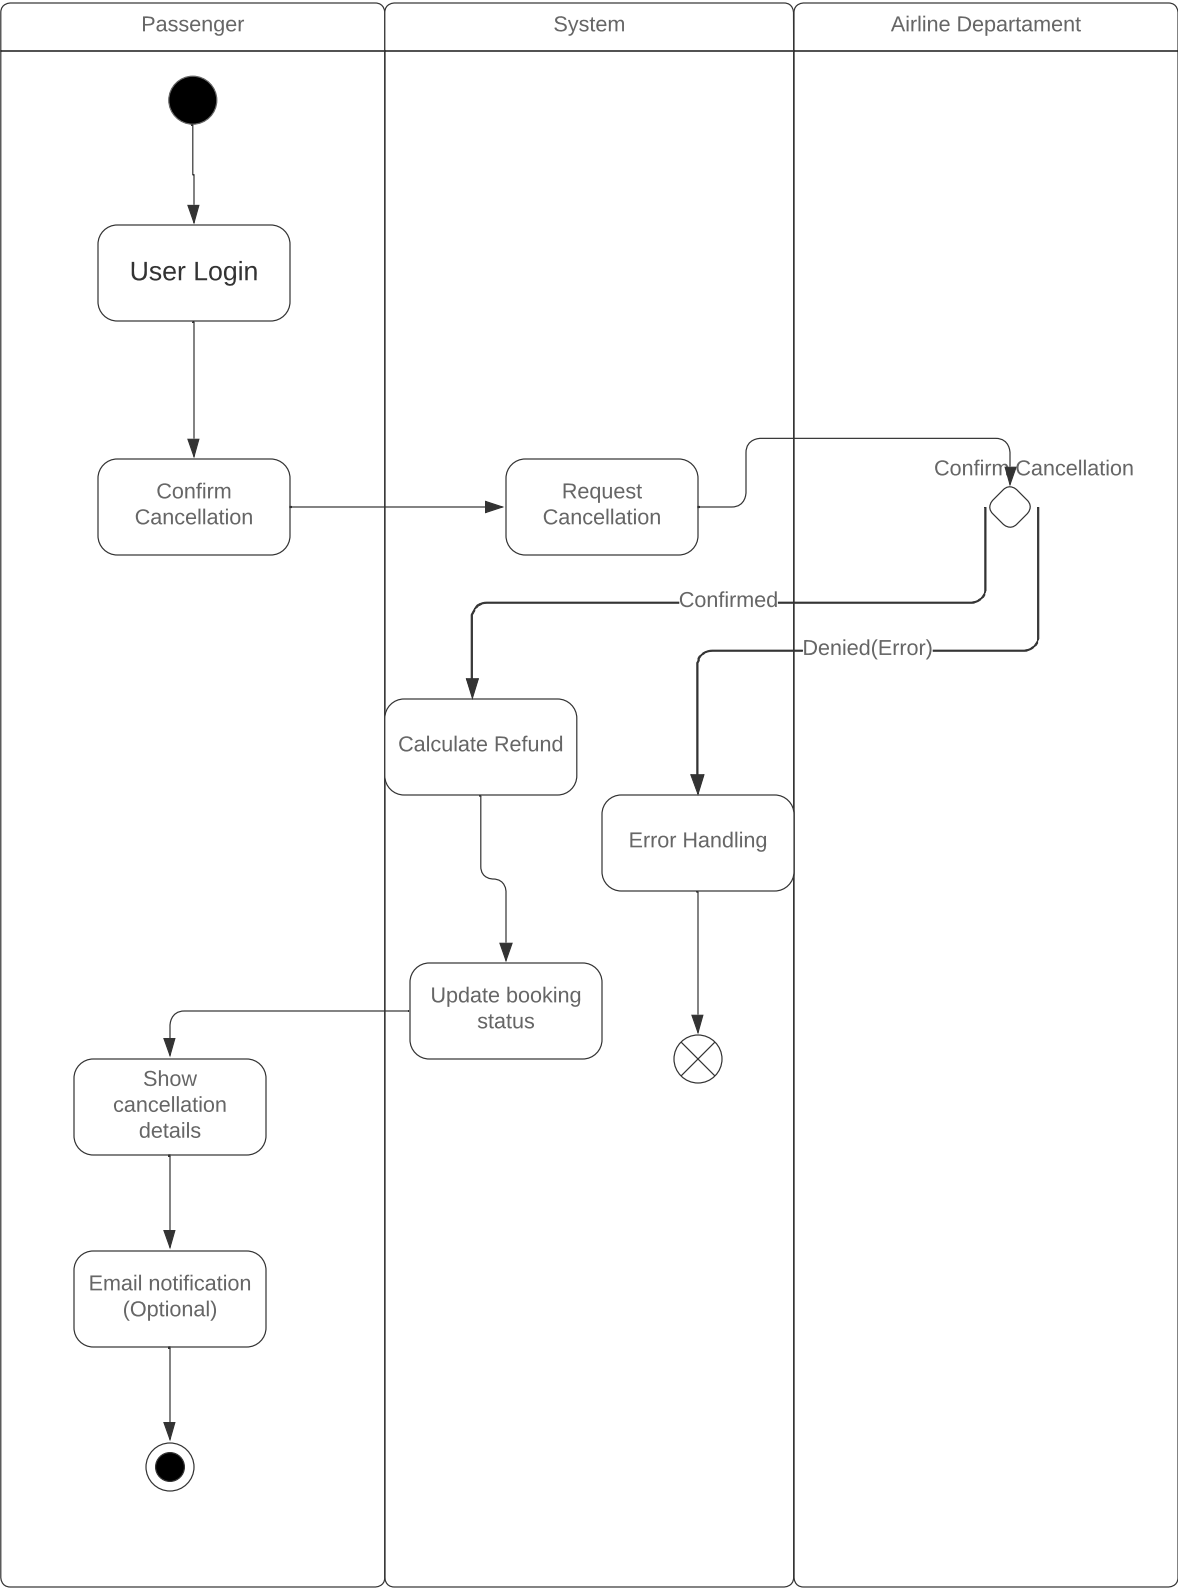 Passenger
System
Airline Departament
User Login
Confirm
Cancellation
Request
Cancellation
Confirm Cancellation
Confirmed
Denied(Error)
Calculate Refund
Error Handling
Update booking
status
Show
cancellation
details
Email notification
(Optional)